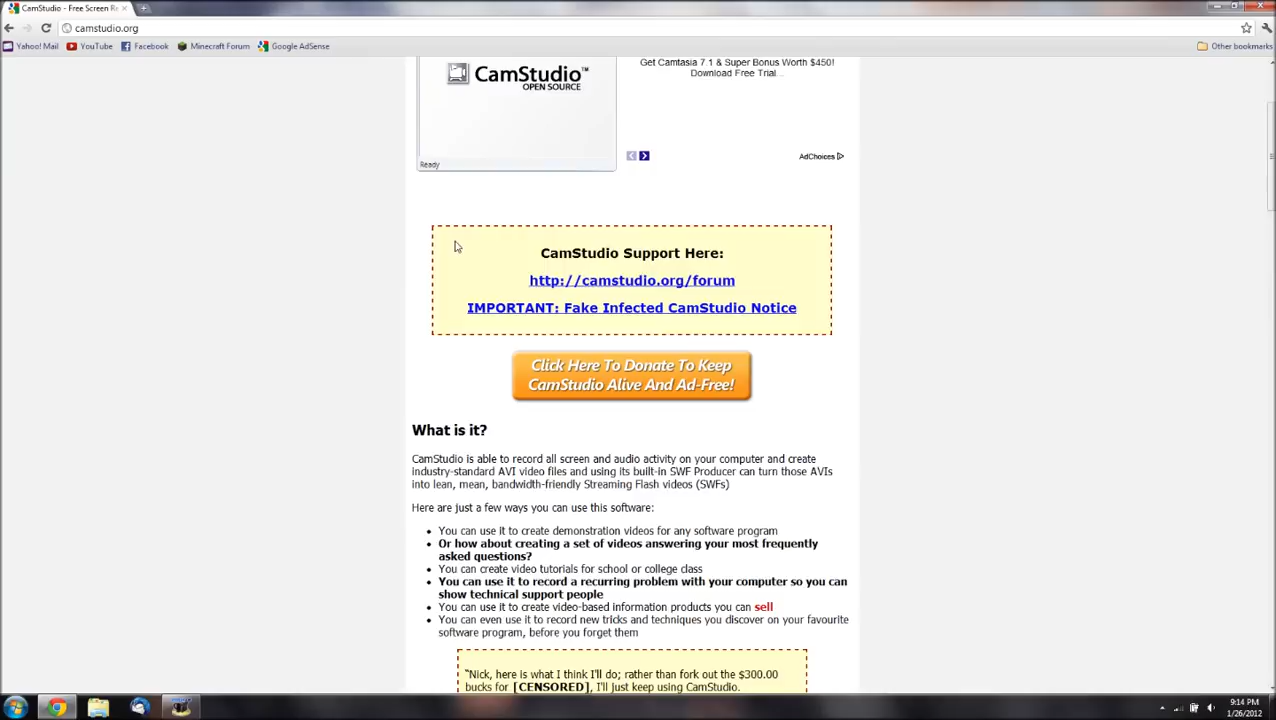 CamStudio - Free Screen Re
camstudio.org
Yahoo! Mail
YouTube
Facebook
Minecraft Forum
Google AdSense
Other bookmarks
CamStudio™
OPEN SOURCE
Ready
Get Camtasia 7.1 & Super Bonus Worth $450!
Download Free Trial...
AdChoices
CamStudio Support Here:
http://camstudio.org/forum
IMPORTANT: Fake Infected CamStudio Notice
Click Here To Donate To Keep
CamStudio Alive And Ad-Free!
What is it?
CamStudio is able to record all screen and audio activity on your computer and create
industry-standard AVI video files and using its built-in SWF Producer can turn those AVIs
into lean, mean, bandwidth-friendly Streaming Flash videos (SWFs)
Here are just a few ways you can use this software:
• You can use it to create demonstration videos for any software program
• Or how about creating a set of videos answering your most frequently
asked questions?
• You can create video tutorials for school or college class
• You can use it to record a recurring problem with your computer so you can
show technical support people
• You can use it to create video-based information products you can sell
• You can even use it to record new tricks and techniques you discover on your favourite
software program, before you forget them
“Nick, here is what I think I'll do; rather than fork out the $300.00
bucks for [CENSORED], I'll just keep using CamStudio.
9:14 PM
1/26/2012